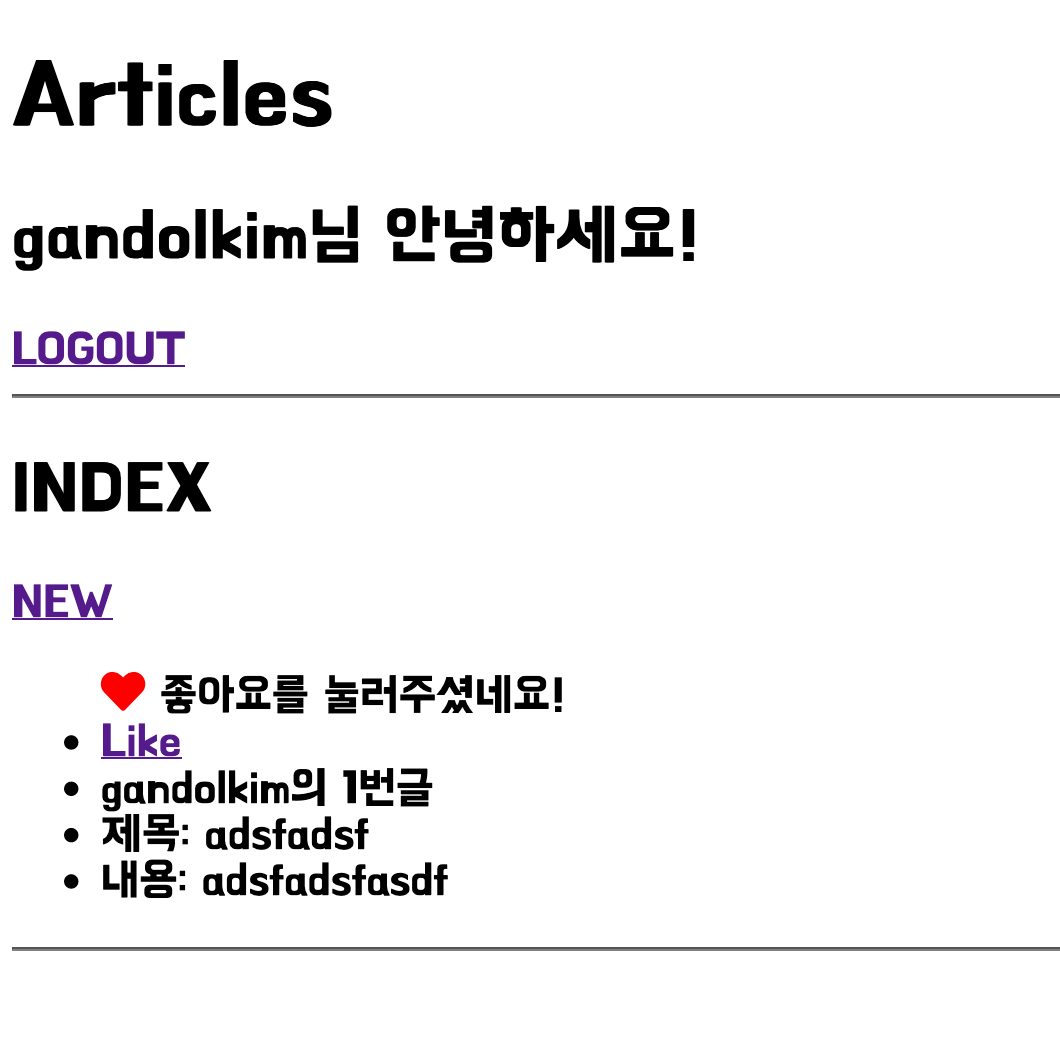 Articles
gandolkim님 안녕하세요!
LOGOUT
INDEX
NEW
좋아요를 눌러주셨네요!
Like
gandolkim의 1번글
제목: adsfadsf
내용: adsfadsfasdf